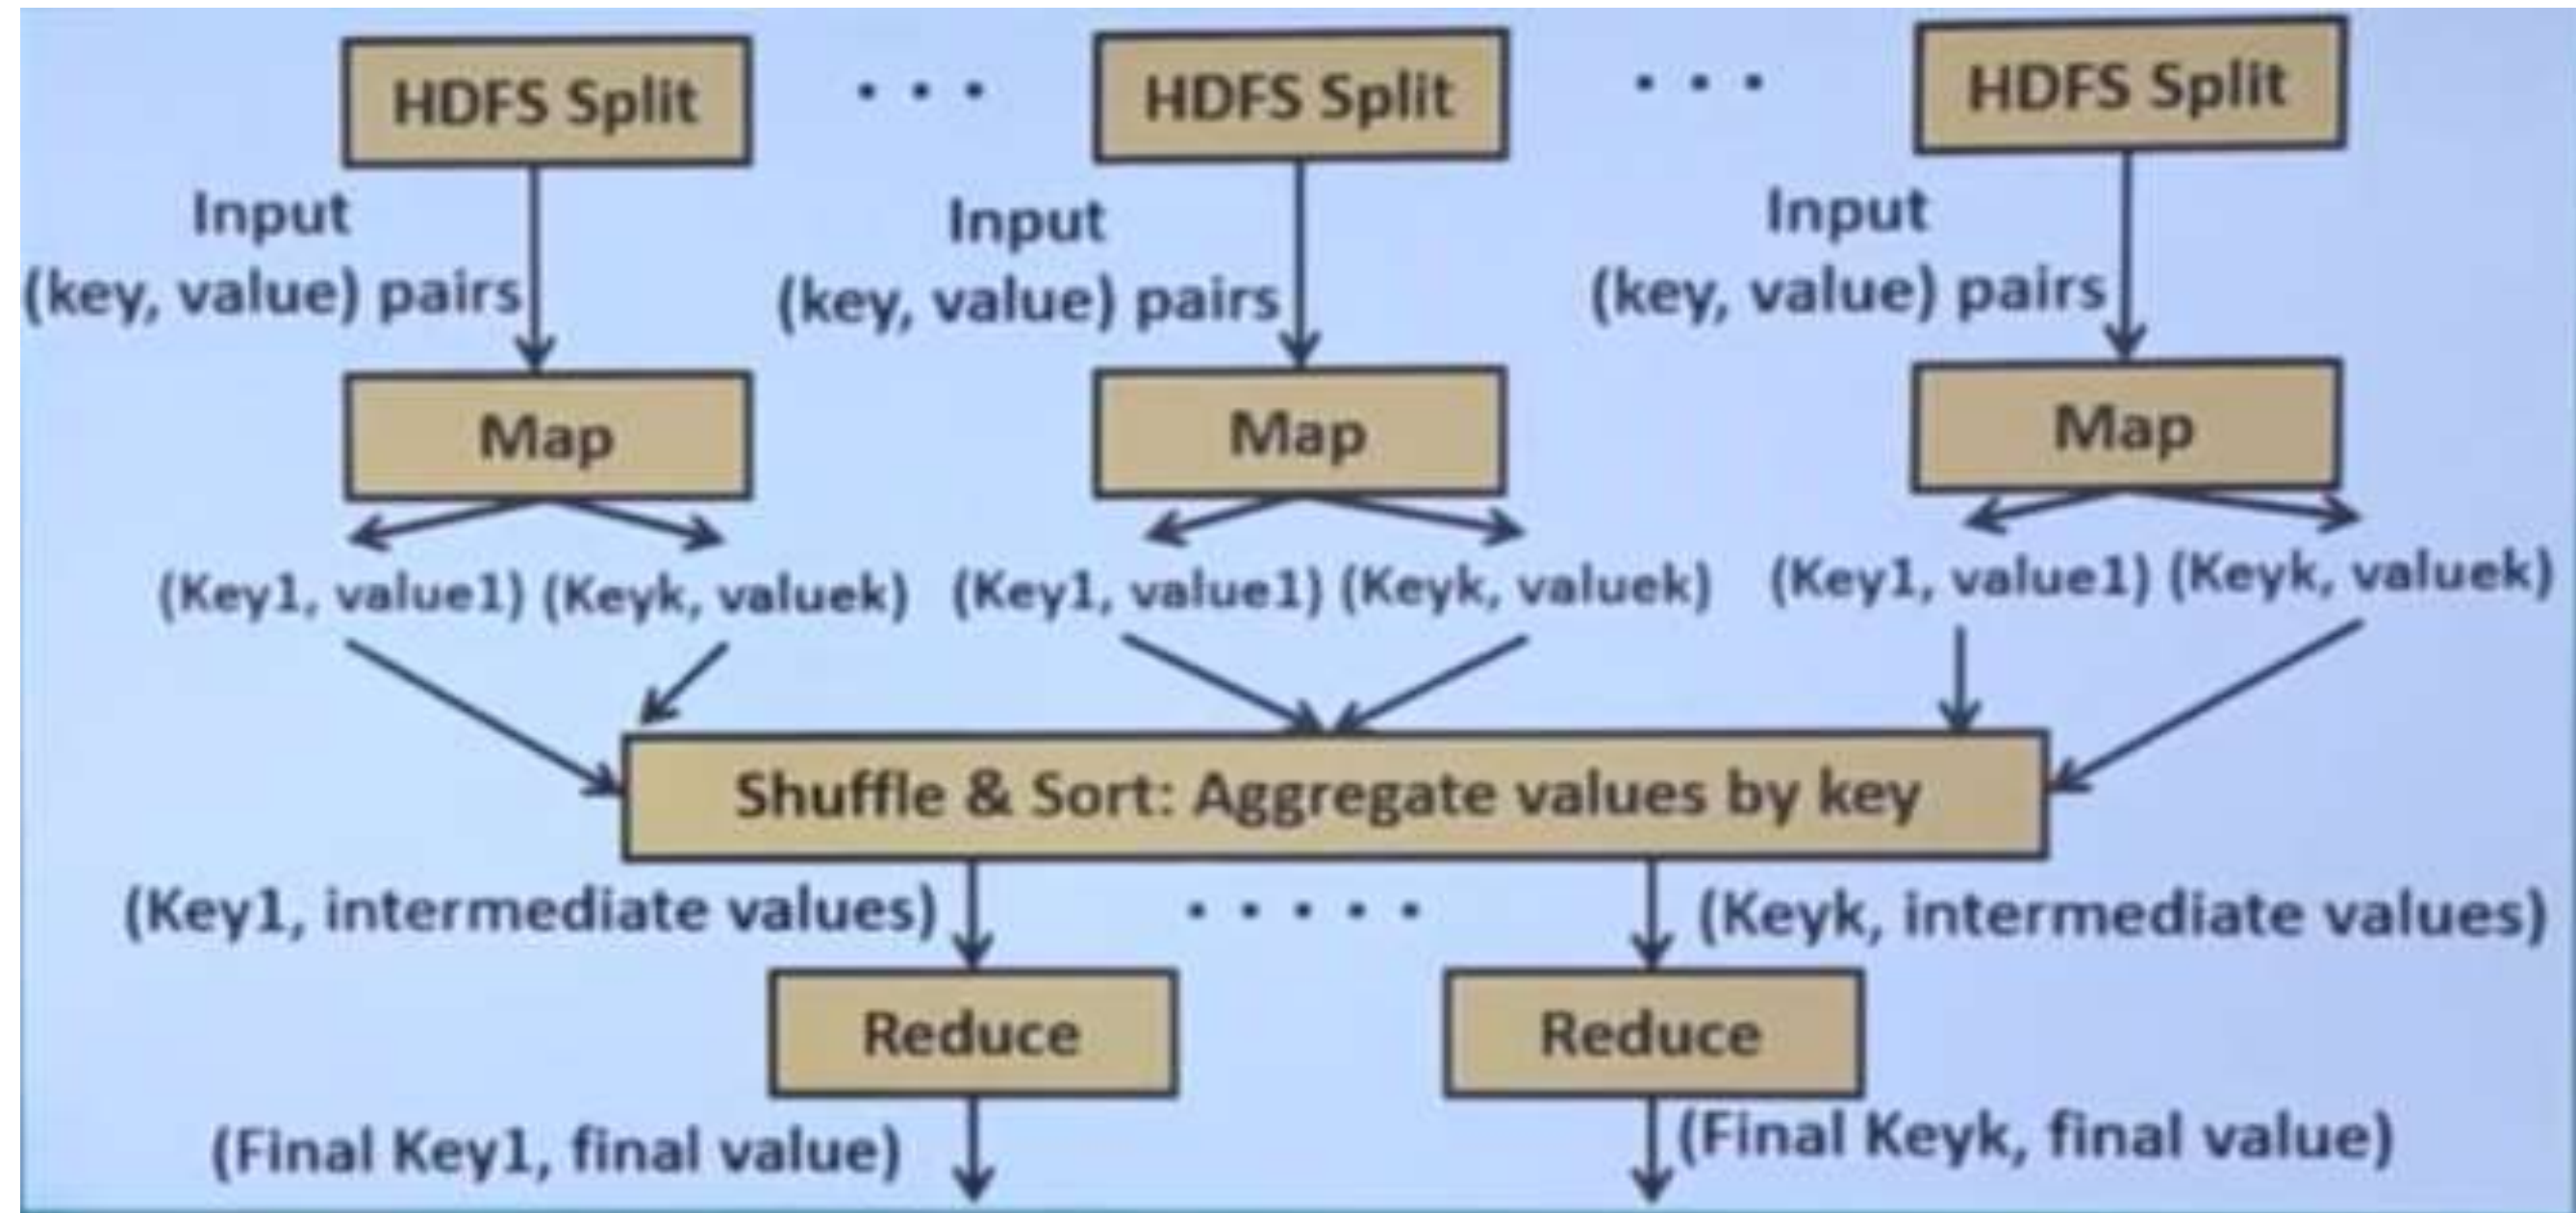 HDFS Split
HDFS Split
HDFS Split
Input
(key, value) pairs
Input
(key, value) pairs
Input
(key, value) pairs
Map
Map
Map
(Key1, value1) (Keyk, valuek)
(Key1, value1) (Keyk, valuek)
(Key1, value1) (Keyk, valuek)
Shuffle & Sort: Aggregate values by key
(Key1, intermediate values)
(Keyk, intermediate values)
Reduce
Reduce
(Final Key1, final value)
(Final Keyk, final value)